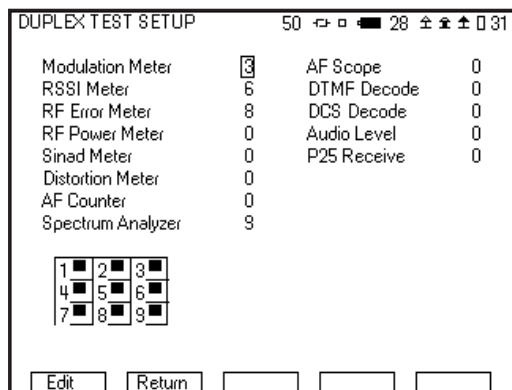 DUPLEX TEST SETUP 50 28 31
Modulation Meter 3 AF Scope 0
RSSI Meter 6 DTMF Decode 0
RF Error Meter 8 DCS Decode 0
RF Power Meter 0 Audio Level 0
Sinad Meter 0 P25 Receive 0
Distortion Meter 0
AF Counter 0
Spectrum Analyzer 9
1 2 3
4 5 6
7 8 9
Edit Return